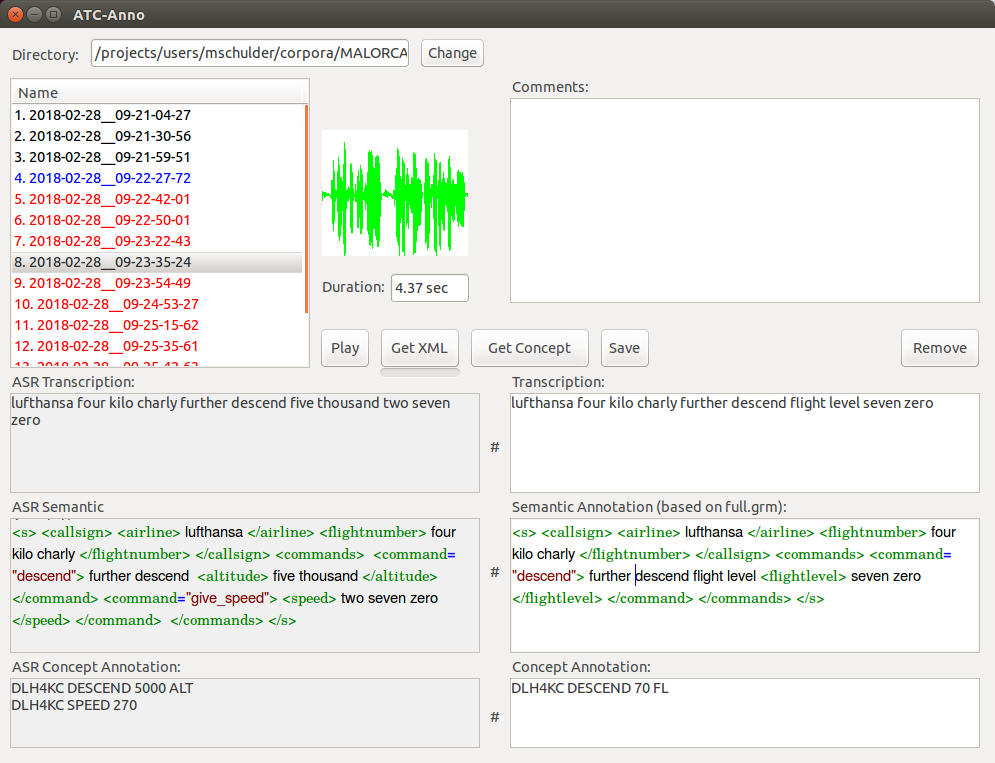 ATC-Anno
Directory: /projects/users/mschulder/corpora/MALORCA Change
Name
1. 2018-02-28__09-21-04-27
2. 2018-02-28__09-21-30-56
3. 2018-02-28__09-21-59-51
4. 2018-02-28__09-22-27-72
5. 2018-02-28__09-22-42-01
6. 2018-02-28__09-22-50-01
7. 2018-02-28__09-23-22-43
8. 2018-02-28__09-23-35-24
9. 2018-02-28__09-23-54-49
10. 2018-02-28__09-24-53-27
11. 2018-02-28__09-25-15-62
12. 2018-02-28__09-25-35-61
Duration: 4.37 sec
Comments:
Play Get XML Get Concept Save Remove
ASR Transcription:
lufthansa four kilo charly further descend five thousand two seven
zero
#
Transcription:
lufthansa four kilo charly further descend flight level seven zero
ASR Semantic
<s> <callsign> <airline> lufthansa </airline> <flightnumber> four
kilo charly </flightnumber> </callsign> <commands> <command=
"descend"> further descend <altitude> five thousand </altitude>
</command> <command="give_speed"> <speed> two seven zero
</speed> </command> </commands> </s>
#
Semantic Annotation (based on full.grm):
<s> <callsign> <airline> lufthansa </airline> <flightnumber> four
kilo charly </flightnumber> </callsign> <commands> <command=
"descend"> further descend flight level <flightlevel> seven zero
</flightlevel> </command> </commands> </s>
ASR Concept Annotation:
DLH4KC DESCEND 5000 ALT
DLH4KC SPEED 270
#
Concept Annotation:
DLH4KC DESCEND 70 FL